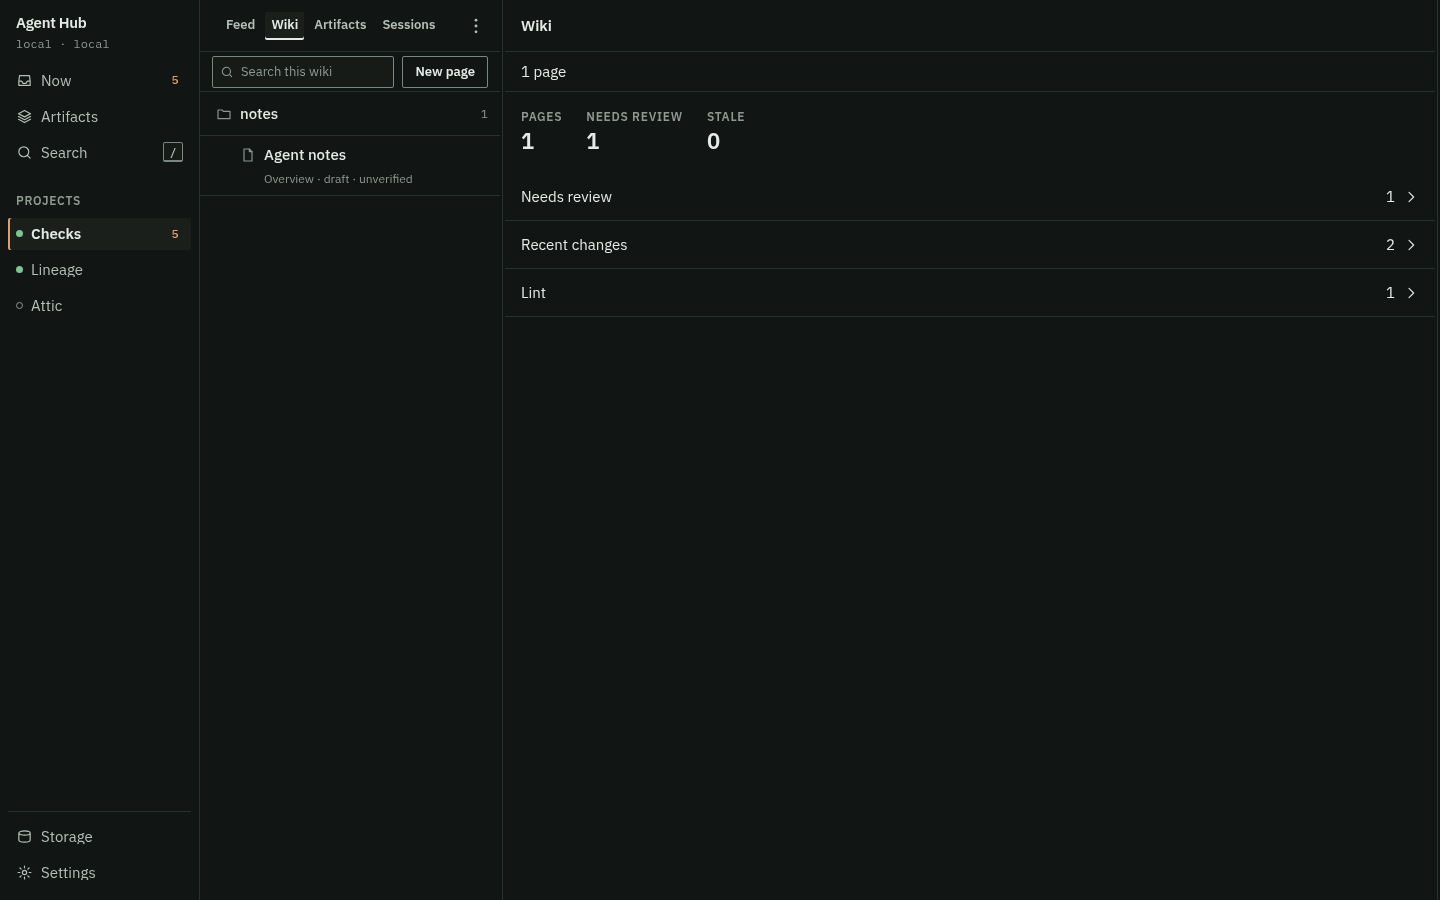 Agent Hub
local · local
Now 5
Artifacts
Search /
PROJECTS
Checks 5
Lineage
Attic
Storage
Settings
Feed Wiki Artifacts Sessions
Search this wiki New page
notes 1
Agent notes
Overview · draft · unverified
Wiki
1 page
PAGES NEEDS REVIEW STALE
1 1 0
Needs review 1
Recent changes 2
Lint 1